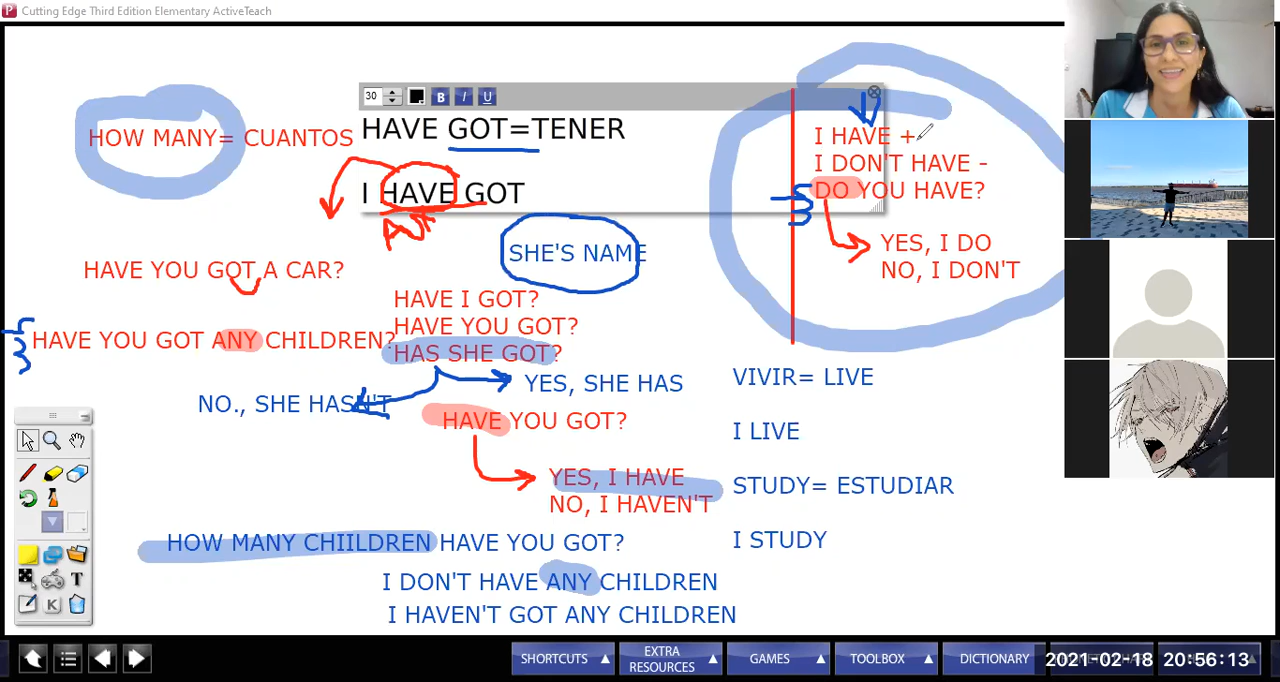 Cutting Edge Third Edition Elementary ActiveTeach
30 B I U
HOW MANY= CUANTOS
HAVE GOT=TENER
I HAVE GOT
I HAVE +
I DON'T HAVE -
DO YOU HAVE?
YES, I DO
NO, I DON'T
SHE'S NAME
HAVE YOU GOT A CAR?
HAVE I GOT?
HAVE YOU GOT?
HAS SHE GOT?
HAVE YOU GOT ANY CHILDREN?
YES, SHE HAS
NO., SHE HASN'T
HAVE YOU GOT?
YES, I HAVE
NO, I HAVEN'T
VIVIR= LIVE
I LIVE
STUDY= ESTUDIAR
I STUDY
HOW MANY CHIILDREN HAVE YOU GOT?
I DON'T HAVE ANY CHILDREN
I HAVEN'T GOT ANY CHILDREN
T
K
SHORTCUTS
EXTRA
RESOURCES
GAMES
TOOLBOX
DICTIONARY
2021-02-18 20:56:13